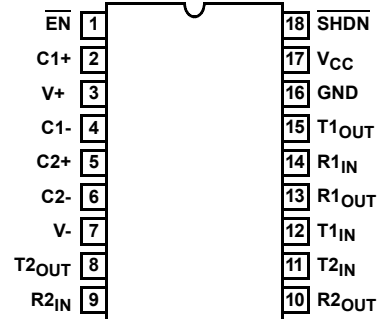 EN 1 18 SHDN
C1+ 2 17 VCC
V+ 3 16 GND
C1- 4 15 T1OUT
C2+ 5 14 R1IN
C2- 6 13 R1OUT
V- 7 12 T1IN
T2OUT 8 11 T2IN
R2IN 9 10 R2OUT